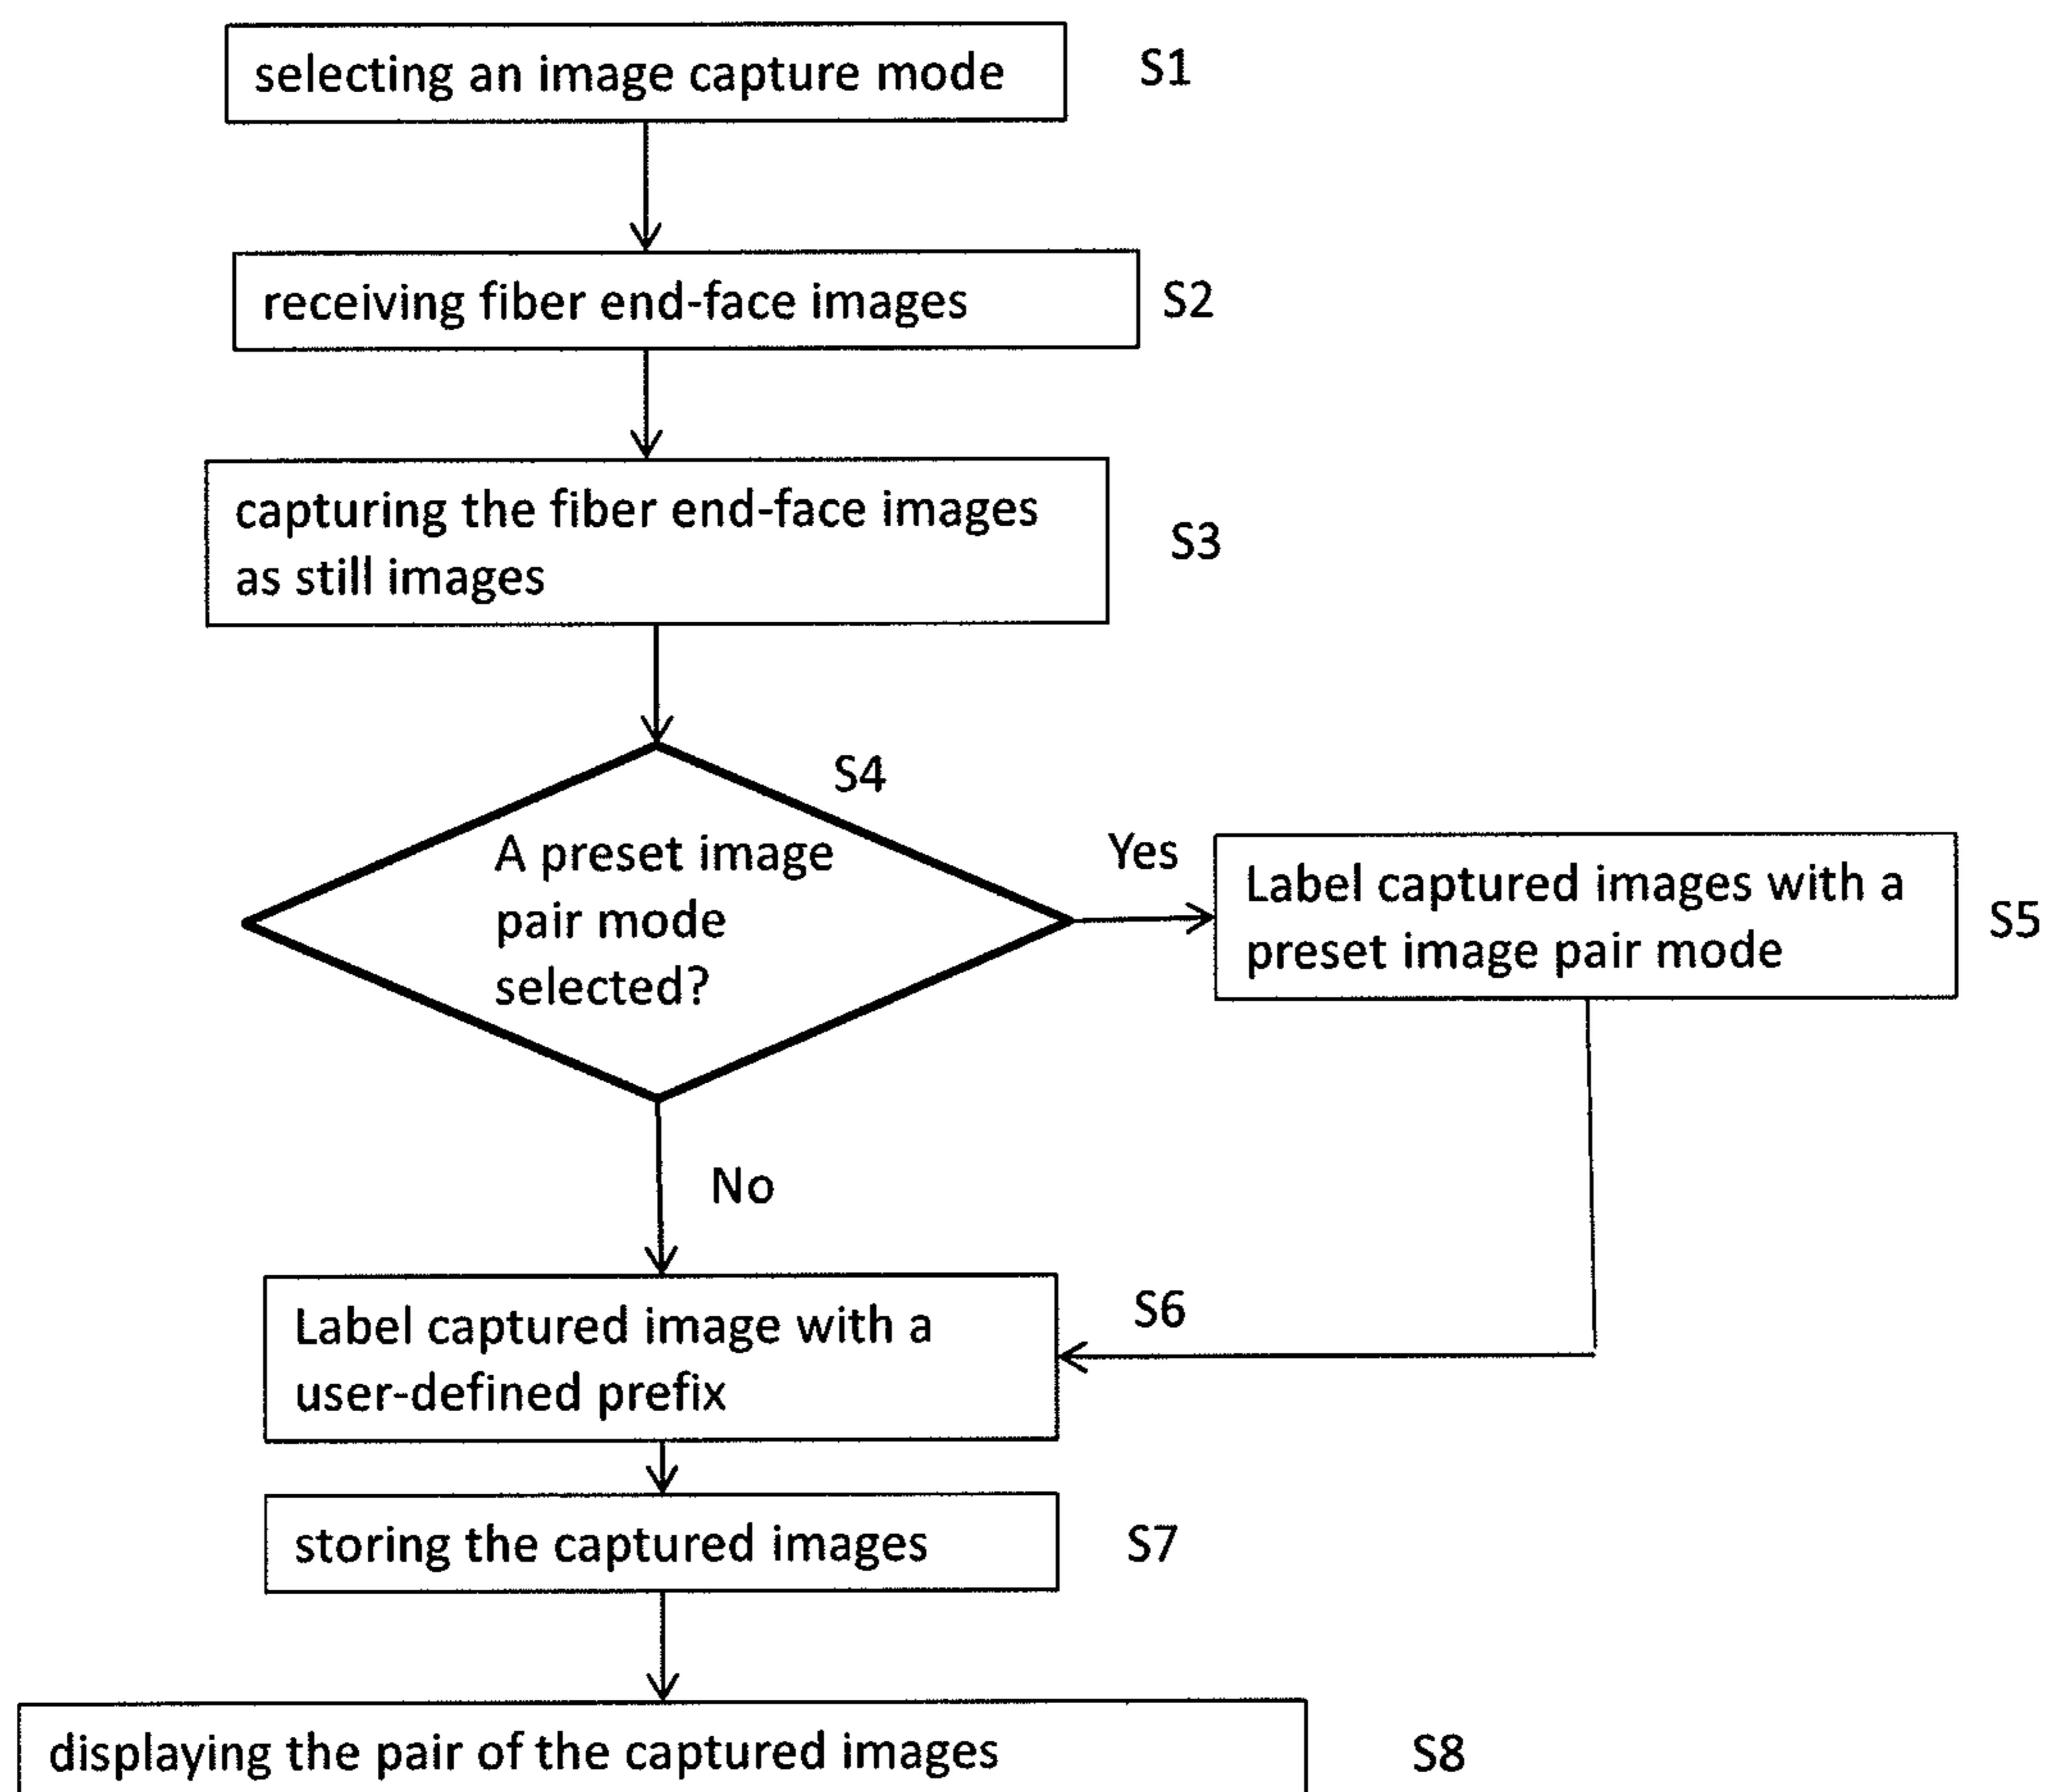 selecting an image capture mode
S1
receiving fiber end-face images
S2
capturing the fiber end-face images
as still images
S3
S4
A preset image
pair mode
selected?
Yes
Label captured images with a
preset image pair mode
S5
No
Label captured image with a
user-defined prefix
S6
storing the captured images
S7
displaying the pair of the captured images
S8